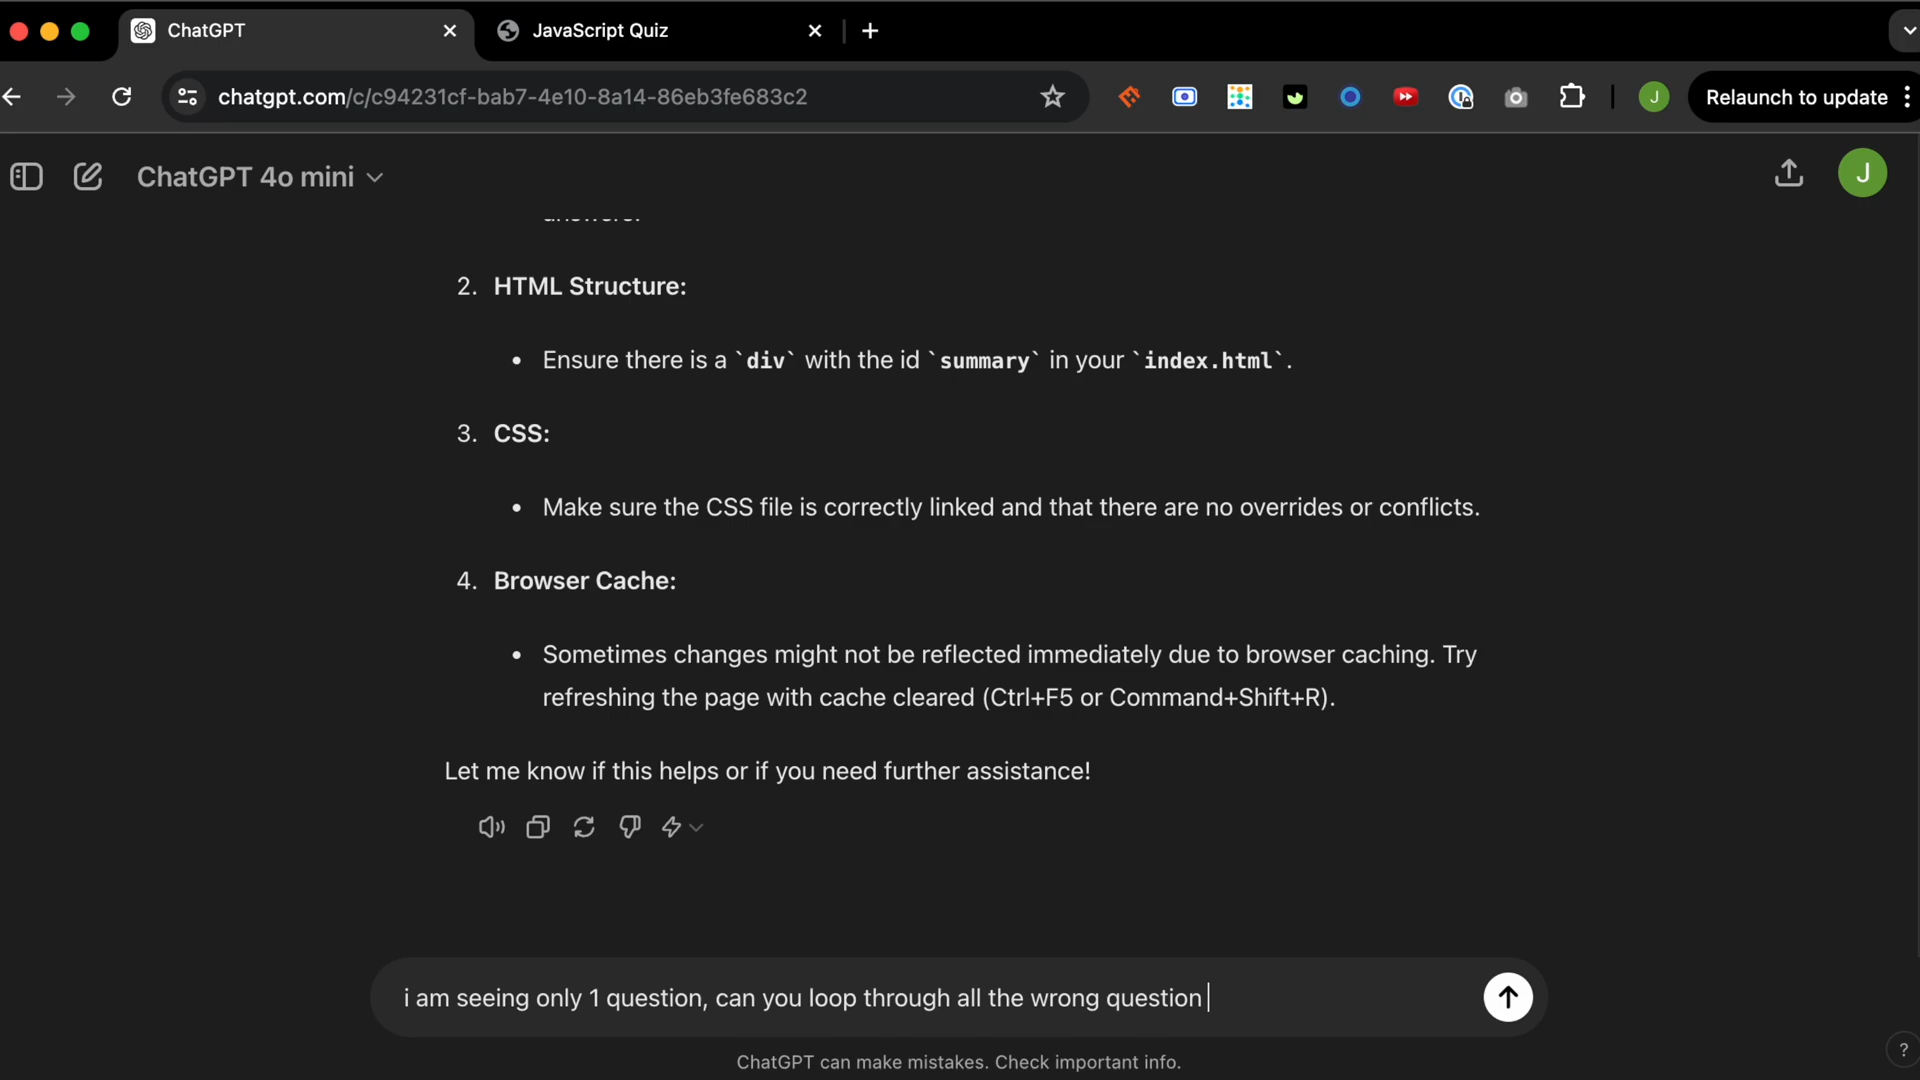 ChatGPT
JavaScript Quiz
chatgpt.com/c/c94231cf-bab7-4e10-8a14-86eb3fe683c2
J
Relaunch to update
ChatGPT 4o mini
J
answers.
2. HTML Structure:
• Ensure there is a `div` with the id `summary` in your `index.html`.
3. CSS:
• Make sure the CSS file is correctly linked and that there are no overrides or conflicts.
4. Browser Cache:
• Sometimes changes might not be reflected immediately due to browser caching. Try
refreshing the page with cache cleared (Ctrl+F5 or Command+Shift+R).
Let me know if this helps or if you need further assistance!
i am seeing only 1 question, can you loop through all the wrong question
ChatGPT can make mistakes. Check important info.
?